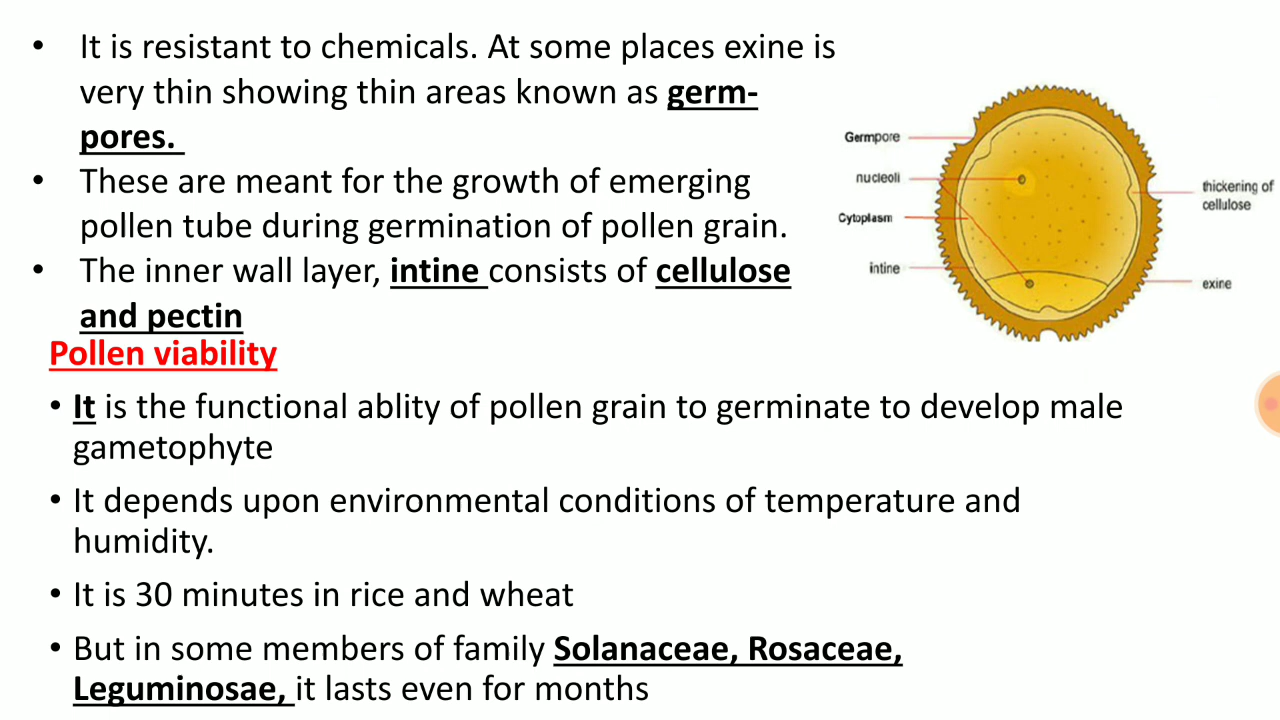 • It is resistant to chemicals. At some places exine is
very thin showing thin areas known as germ-
pores.
• These are meant for the growth of emerging
pollen tube during germination of pollen grain.
• The inner wall layer, intine consists of cellulose
and pectin
Germpore
nucleoli
Cytoplasm
intine
thickening of
cellulose
exine
Pollen viability
• It is the functional ablity of pollen grain to germinate to develop male
gametophyte
• It depends upon environmental conditions of temperature and
humidity.
• It is 30 minutes in rice and wheat
• But in some members of family Solanaceae, Rosaceae,
Leguminosae, it lasts even for months